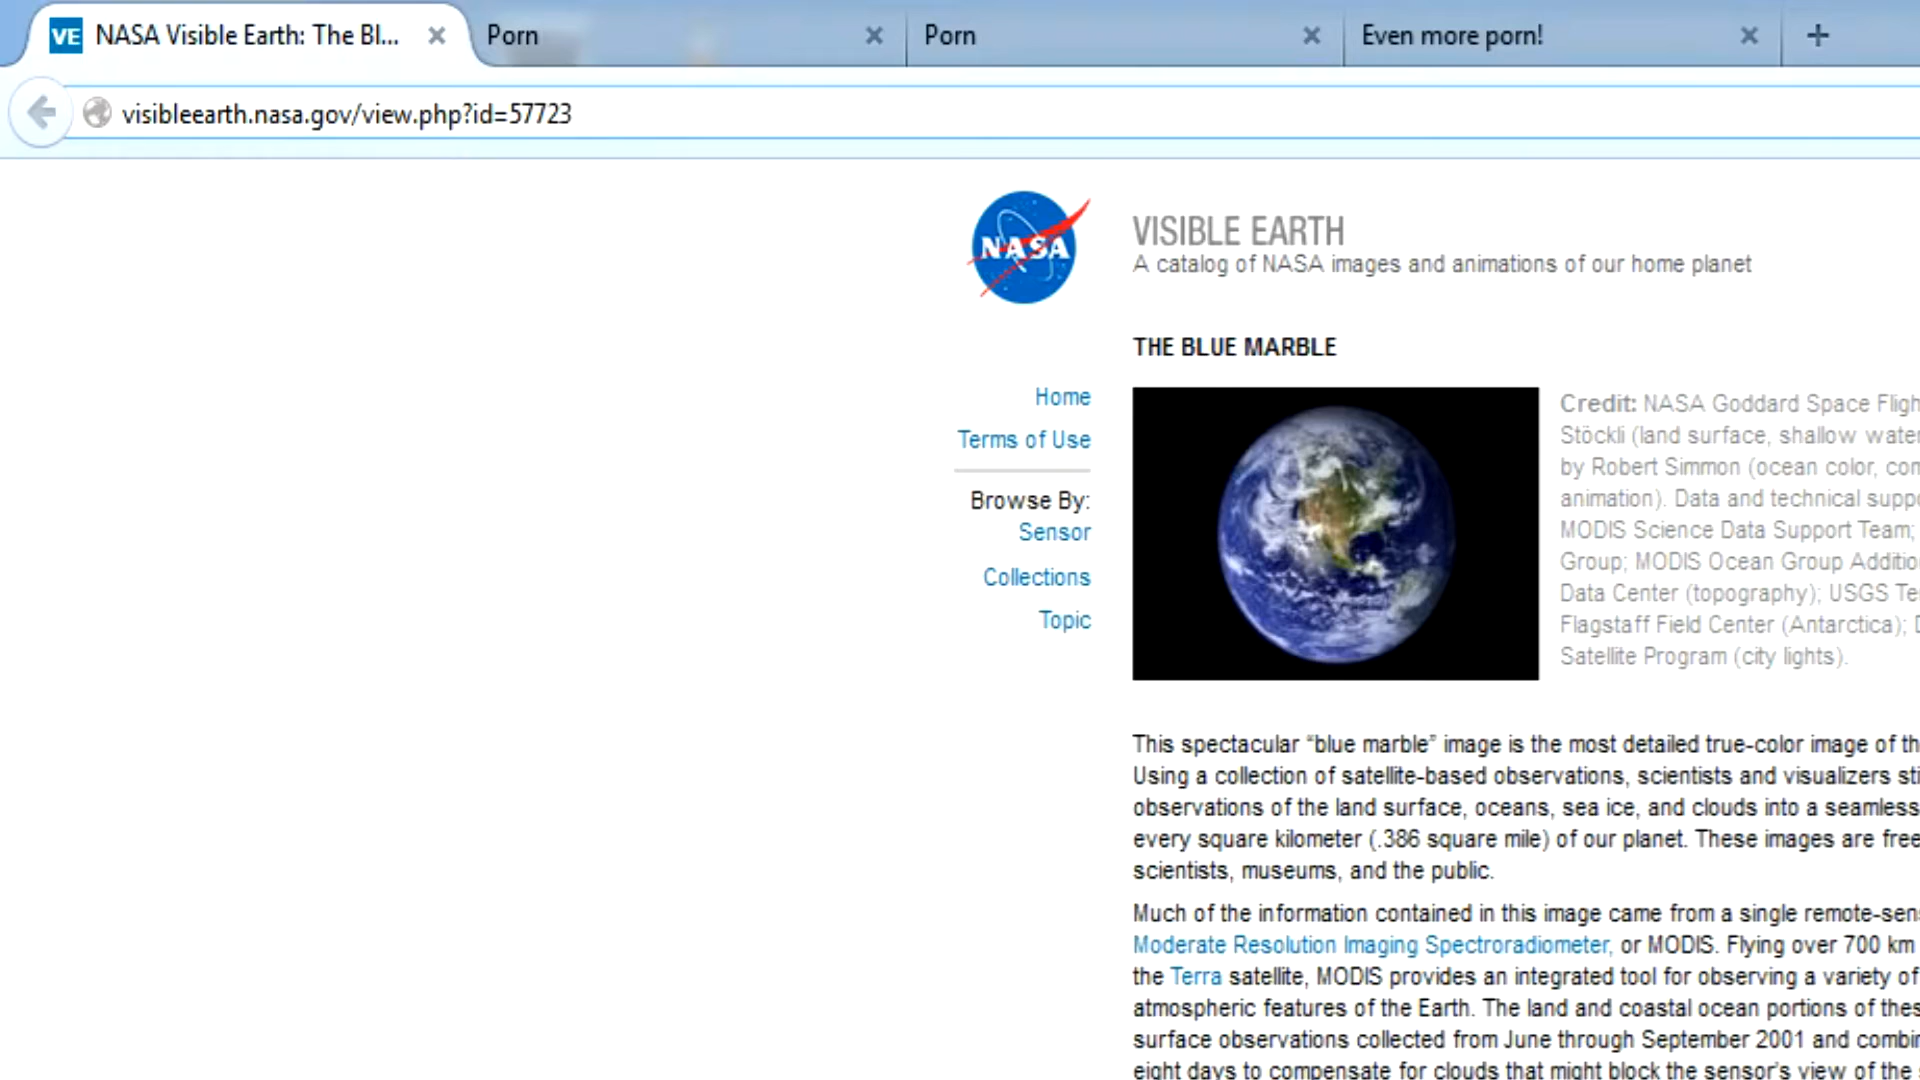 VE NASA Visible Earth: The Bl...
Porn
Porn
Even more porn!
visibleearth.nasa.gov/view.php?id=57723
NASA
VISIBLE EARTH
A catalog of NASA images and animations of our home planet
THE BLUE MARBLE
Home
Terms of Use
Browse By:
Sensor
Collections
Topic
Credit: NASA Goddard Space Fligh
Stöckli (land surface, shallow water
by Robert Simmon (ocean color, com
animation). Data and technical suppo
MODIS Science Data Support Team;
Group; MODIS Ocean Group Additio
Data Center (topography); USGS Te
Flagstaff Field Center (Antarctica); D
Satellite Program (city lights).
This spectacular “blue marble” image is the most detailed true-color image of th
Using a collection of satellite-based observations, scientists and visualizers sti
observations of the land surface, oceans, sea ice, and clouds into a seamless
every square kilometer (.386 square mile) of our planet. These images are free
scientists, museums, and the public.
Much of the information contained in this image came from a single remote-sen
Moderate Resolution Imaging Spectroradiometer, or MODIS. Flying over 700 km
the Terra satellite, MODIS provides an integrated tool for observing a variety of
atmospheric features of the Earth. The land and coastal ocean portions of thes
surface observations collected from June through September 2001 and combin
eight days to compensate for clouds that might block the sensor's view of the